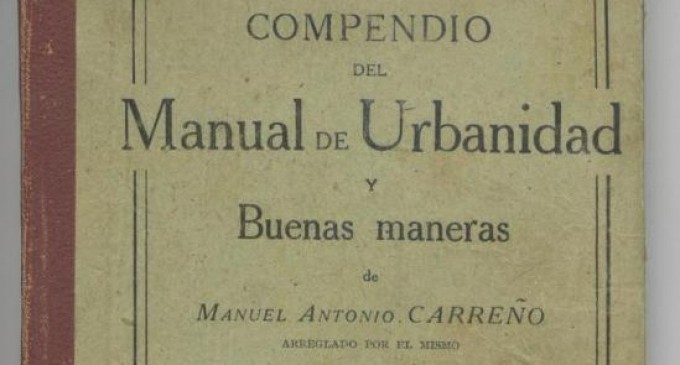 COMPENDIO
DEL
Manual DE Urbanidad
Y
Buenas maneras
de
MANUEL ANTONIO. CARREÑO
ARREGLADO POR EL MISMO